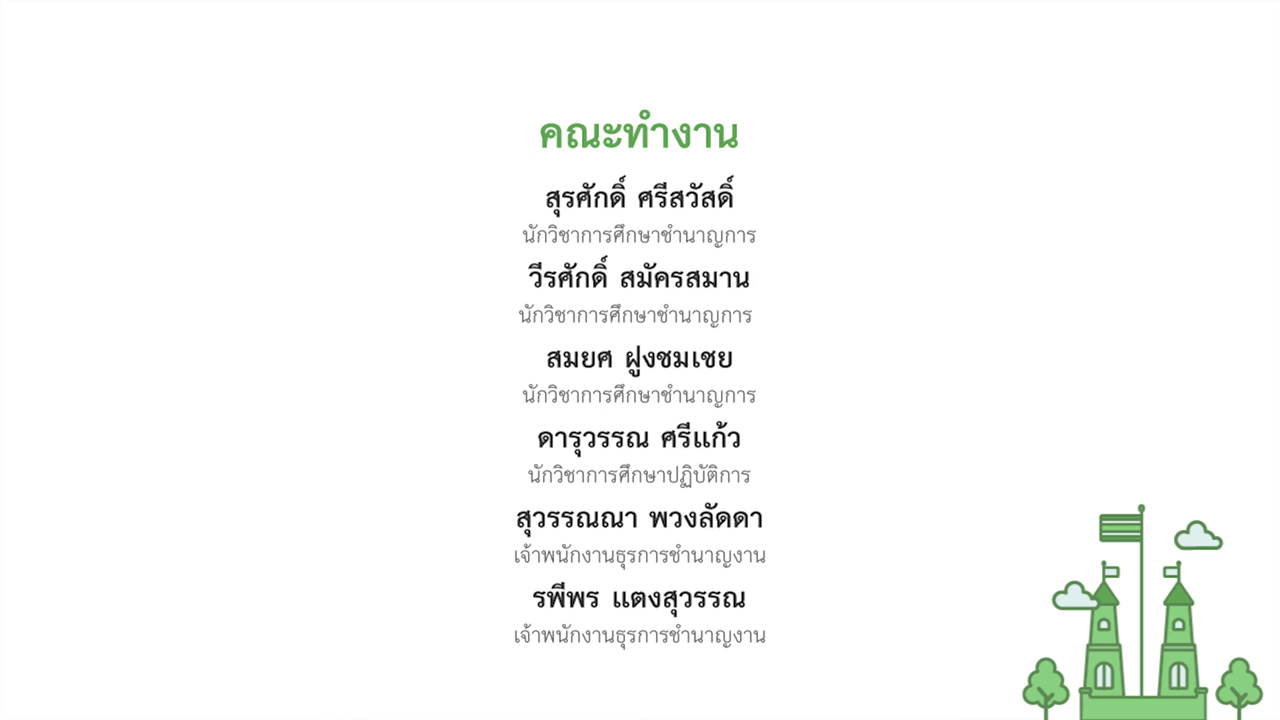 คณะทำงาน
สุรศักดิ์ ศรีสวัสดิ์
นักวิชาการศึกษาชำนาญการ
วีรศักดิ์ สมัครสมาน
นักวิชาการศึกษาชำนาญการ
สมยศ ฝูงชมเชย
นักวิชาการศึกษาชำนาญการ
ดารุวรรณ ศรีแก้ว
นักวิชาการศึกษาปฏิบัติการ
สุวรรณณา พวงลัดดา
เจ้าพนักงานธุรการชำนาญงาน
รพีพร แตงสุวรรณ
เจ้าพนักงานธุรการชำนาญงาน